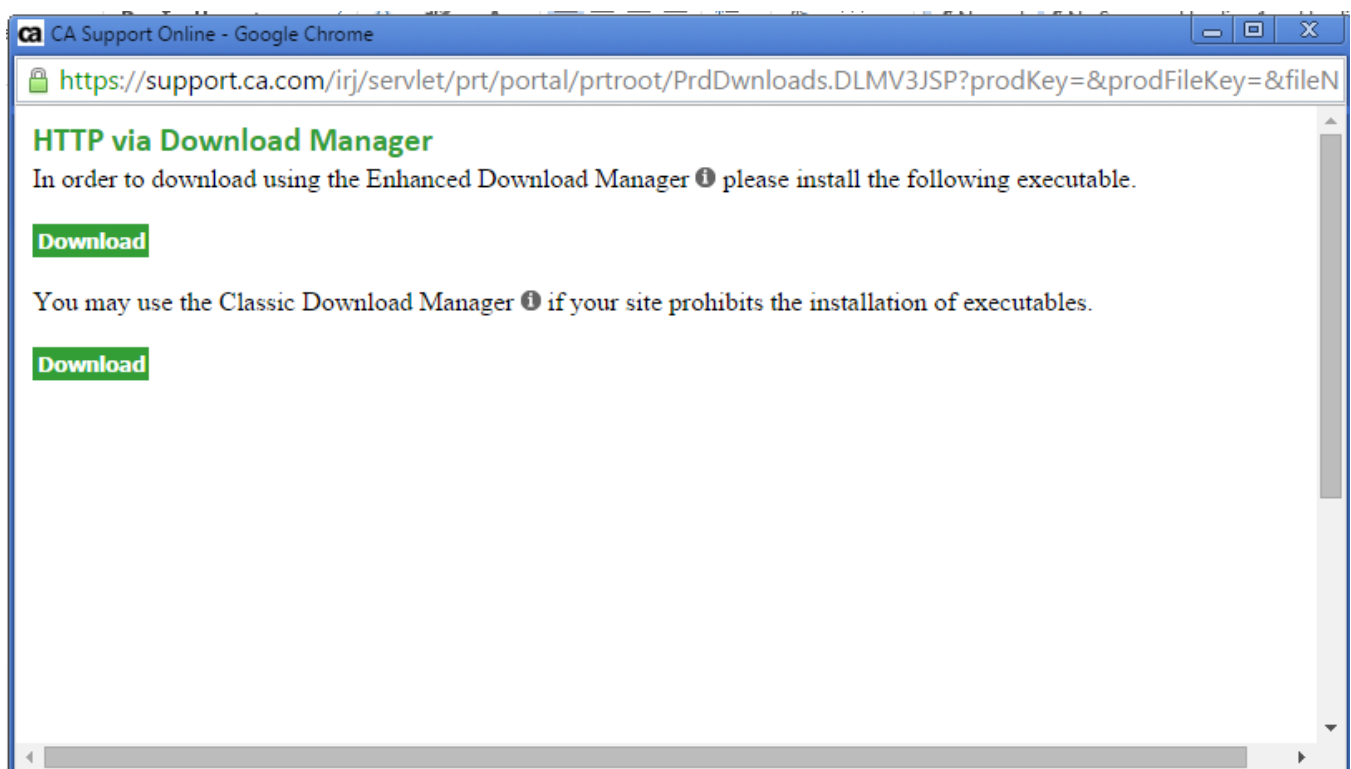 ca CA Support Online - Google Chrome
https://support.ca.com/irj/servlet/prt/portal/prtroot/PrdDwnloads.DLMV3JSP?prodKey=&prodFileKey=&fileN
HTTP via Download Manager
In order to download using the Enhanced Download Manager please install the following executable.
Download
You may use the Classic Download Manager if your site prohibits the installation of executables.
Download